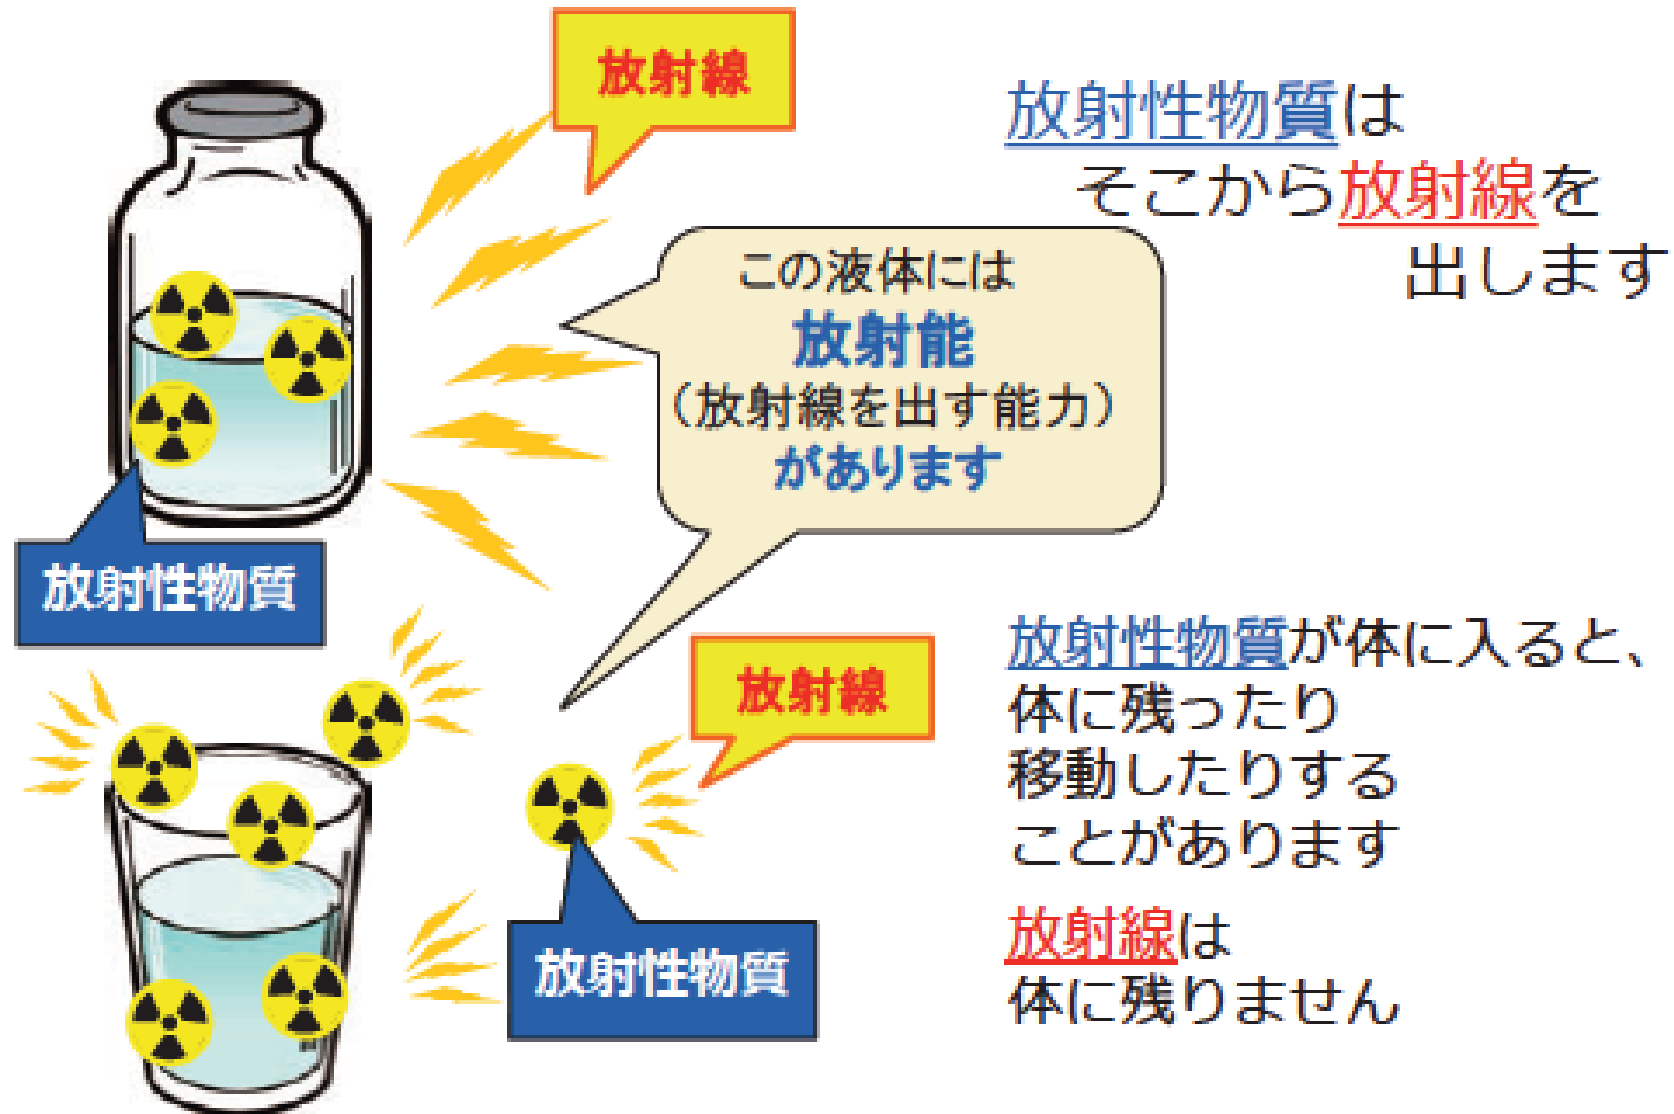 放射線
放射性物質は
そこから放射線を
出します
この液体には
放射能
（放射線を出す能力）
があります
放射性物質
放射線
放射性物質が体に入ると、
体に残ったり
移動したりする
ことがあります
放射性物質
放射線は
体に残りません